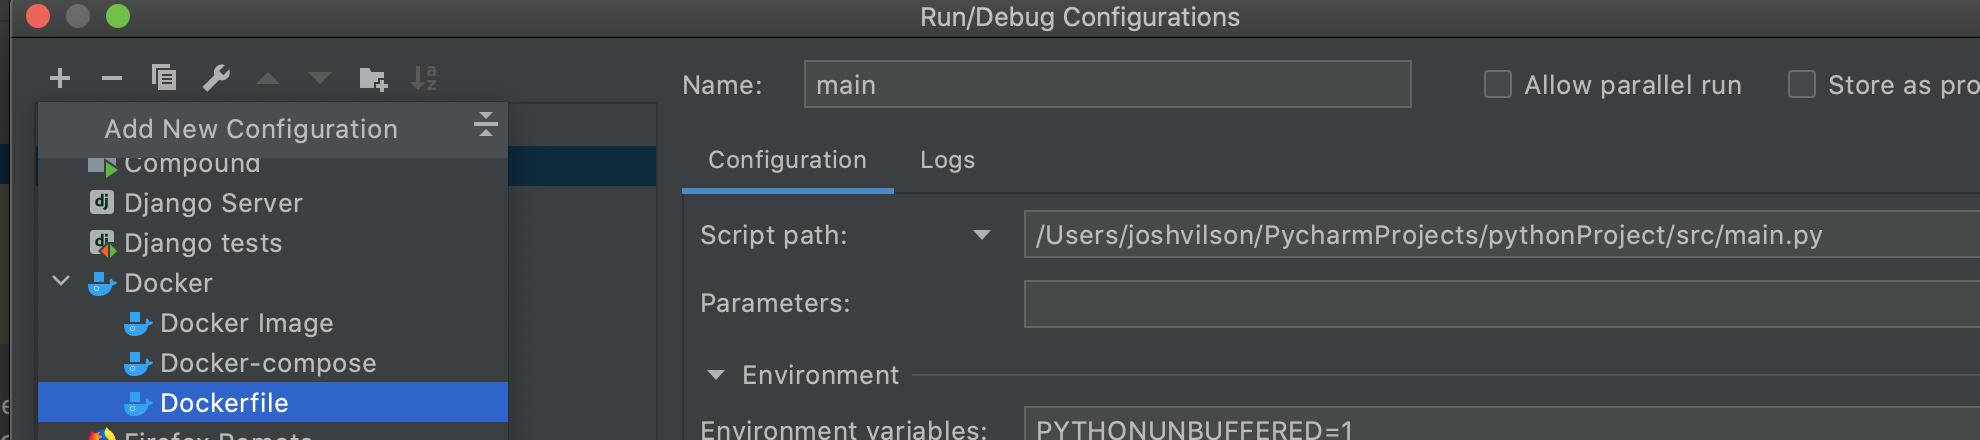 Run/Debug Configurations
Name: main Allow parallel run Store as pro
Add New Configuration
Compound
Django Server
Django tests
Docker
Docker Image
Docker-compose
Dockerfile
Firefox Remote
Configuration Logs
Script path: /Users/joshvilson/PycharmProjects/pythonProject/src/main.py
Parameters:
Environment
Environment variables: PYTHONUNBUFFERED=1